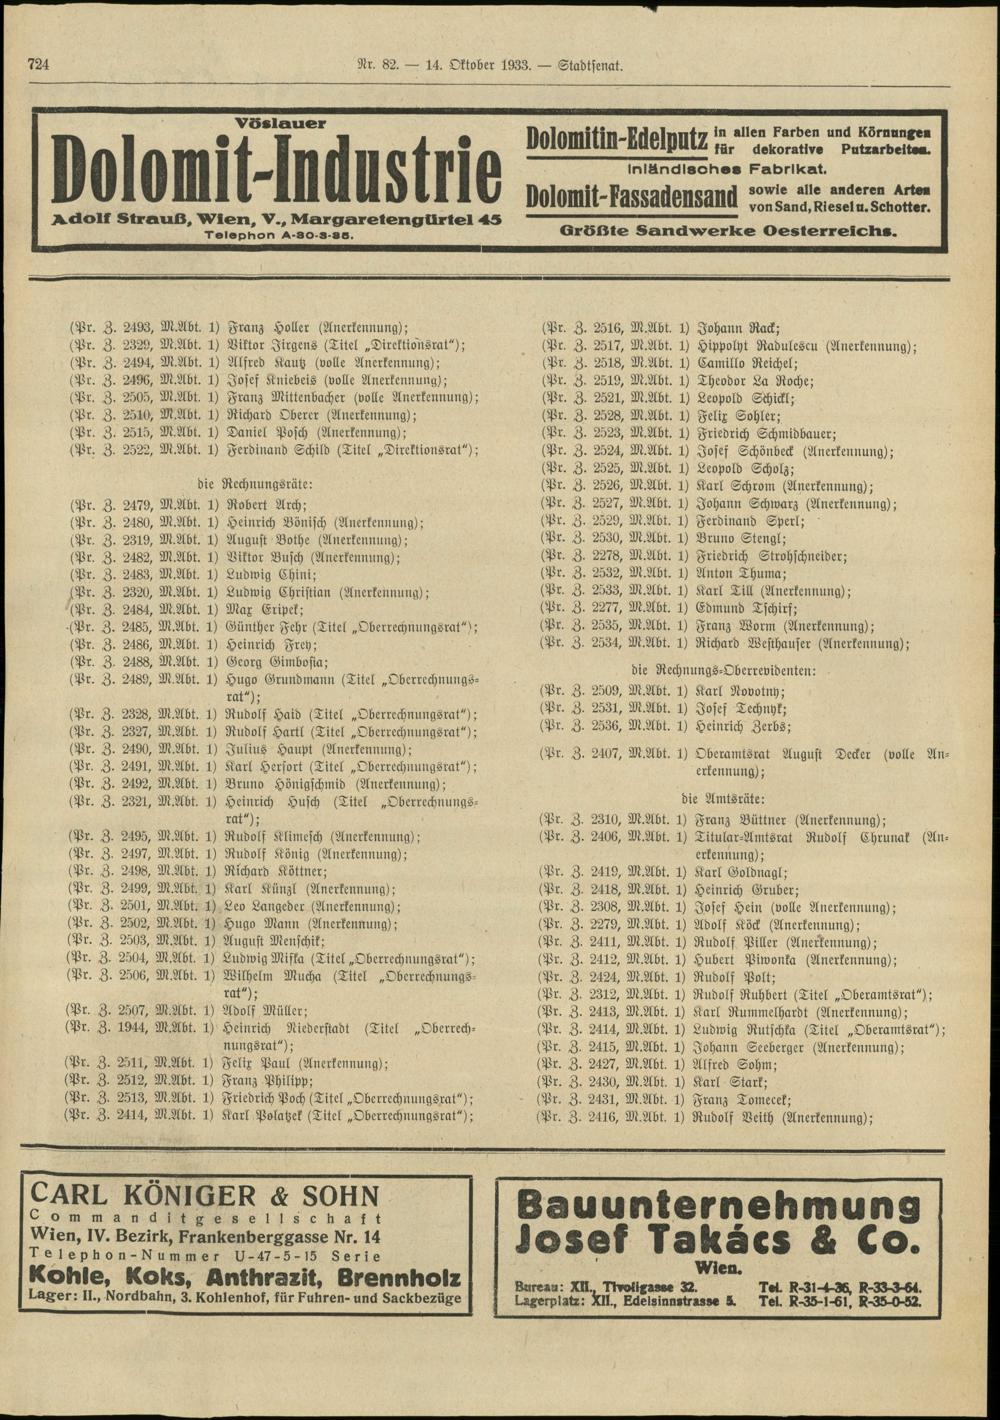 724
Nr. 82. — 14. Oktober 1933. — Stadtsenat.
Vöslauer
Dolomit-Industrie
Adolf Strauß, Wien, V., Margaretengürtel 45
Telephon A-30-3-85.
Dolomitin-Edelputz in allen Farben und Körnungen
für dekorative Putzarbeiten.
Inländisches Fabrikat.
Dolomit-Fassadensand sowie alle anderen Arten
von Sand, Riesel u. Schotter.
Größte Sandwerke Oesterreichs.
(Pr. Z. 2493, M.Abt. 1) Franz Holler (Anerkennung);
(Pr. Z. 2329, M.Abt. 1) Viktor Jirgens (Titel „Direktionsrat“);
(Pr. Z. 2494, M.Abt. 1) Alfred Kautz (volle Anerkennung);
(Pr. Z. 2496, M.Abt. 1) Josef Kniebeis (volle Anerkennung);
(Pr. Z. 2505, M.Abt. 1) Franz Mittenbacher (volle Anerkennung);
(Pr. Z. 2510, M.Abt. 1) Richard Oberer (Anerkennung);
(Pr. Z. 2515, M.Abt. 1) Daniel Posch (Anerkennung);
(Pr. Z. 2522, M.Abt. 1) Ferdinand Schild (Titel „Direktionsrat“);
die Rechnungsräte:
(Pr. Z. 2479, M.Abt. 1) Robert Arch;
(Pr. Z. 2480, M.Abt. 1) Heinrich Bönisch (Anerkennung);
(Pr. Z. 2319, M.Abt. 1) August Bothe (Anerkennung);
(Pr. Z. 2482, M.Abt. 1) Viktor Busch (Anerkennung);
(Pr. Z. 2483, M.Abt. 1) Ludwig Chini;
(Pr. Z. 2320, M.Abt. 1) Ludwig Christian (Anerkennung);
(Pr. Z. 2484, M.Abt. 1) Max Eripek;
(Pr. Z. 2485, M.Abt. 1) Günther Fehr (Titel „Oberrechnungsrat“);
(Pr. Z. 2486, M.Abt. 1) Heinrich Frey;
(Pr. Z. 2488, M.Abt. 1) Georg Gimbosia;
(Pr. Z. 2489, M.Abt. 1) Hugo Grundmann (Titel „Oberrechnungs-
rat“);
(Pr. Z. 2328, M.Abt. 1) Rudolf Haid (Titel „Oberrechnungsrat“);
(Pr. Z. 2327, M.Abt. 1) Rudolf Hartl (Titel „Oberrechnungsrat“);
(Pr. Z. 2490, M.Abt. 1) Julius Haupt (Anerkennung);
(Pr. Z. 2491, M.Abt. 1) Karl Hersort (Titel „Oberrechnungsrat“);
(Pr. Z. 2492, M.Abt. 1) Bruno Hönigschmid (Anerkennung);
(Pr. Z. 2321, M.Abt. 1) Heinrich Husch (Titel „Oberrechnungs-
rat“);
(Pr. Z. 2495, M.Abt. 1) Rudolf Klimesch (Anerkennung);
(Pr. Z. 2497, M.Abt. 1) Rudolf König (Anerkennung);
(Pr. Z. 2498, M.Abt. 1) Richard Köttner;
(Pr. Z. 2499, M.Abt. 1) Karl Künzl (Anerkennung);
(Pr. Z. 2501, M.Abt. 1) Leo Langeder (Anerkennung);
(Pr. Z. 2502, M.Abt. 1) Hugo Mann (Anerkennung);
(Pr. Z. 2503, M.Abt. 1) August Menschik;
(Pr. Z. 2504, M.Abt. 1) Ludwig Miska (Titel „Oberrechnungsrat“);
(Pr. Z. 2506, M.Abt. 1) Wilhelm Mucha (Titel „Oberrechnungs-
rat“);
(Pr. Z. 2507, M.Abt. 1) Adolf Müller;
(Pr. Z. 1944, M.Abt. 1) Heinrich Niederstadt (Titel „Oberrech-
nungsrat“);
(Pr. Z. 2511, M.Abt. 1) Felix Paul (Anerkennung);
(Pr. Z. 2512, M.Abt. 1) Franz Philipp;
(Pr. Z. 2513, M.Abt. 1) Friedrich Poch (Titel „Oberrechnungsrat“);
(Pr. Z. 2414, M.Abt. 1) Karl Polatzek (Titel „Oberrechnungsrat“);
(Pr. Z. 2516, M.Abt. 1) Johann Rack;
(Pr. Z. 2517, M.Abt. 1) Hippolyt Radulescu (Anerkennung);
(Pr. Z. 2518, M.Abt. 1) Camillo Reichel;
(Pr. Z. 2519, M.Abt. 1) Theodor La Roche;
(Pr. Z. 2521, M.Abt. 1) Leopold Schickl;
(Pr. Z. 2528, M.Abt. 1) Felix Sohler;
(Pr. Z. 2523, M.Abt. 1) Friedrich Schmidbauer;
(Pr. Z. 2524, M.Abt. 1) Josef Schönbeck (Anerkennung);
(Pr. Z. 2525, M.Abt. 1) Leopold Scholz;
(Pr. Z. 2526, M.Abt. 1) Karl Schrom (Anerkennung);
(Pr. Z. 2527, M.Abt. 1) Johann Schwarz (Anerkennung);
(Pr. Z. 2529, M.Abt. 1) Ferdinand Sperl;
(Pr. Z. 2530, M.Abt. 1) Bruno Stengl;
(Pr. Z. 2278, M.Abt. 1) Friedrich Strohschneider;
(Pr. Z. 2532, M.Abt. 1) Anton Thuma;
(Pr. Z. 2533, M.Abt. 1) Karl Till (Anerkennung);
(Pr. Z. 2277, M.Abt. 1) Edmund Tschirf;
(Pr. Z. 2535, M.Abt. 1) Franz Worm (Anerkennung);
(Pr. Z. 2534, M.Abt. 1) Richard Westhauser (Anerkennung);
die Rechnungs-Oberrevidenten:
(Pr. Z. 2509, M.Abt. 1) Karl Novotny;
(Pr. Z. 2531, M.Abt. 1) Josef Technyk;
(Pr. Z. 2536, M.Abt. 1) Heinrich Zerbs;
(Pr. Z. 2407, M.Abt. 1) Oberamtsrat August Decker (volle An-
erkennung);
die Amtsräte:
(Pr. Z. 2310, M.Abt. 1) Franz Büttner (Anerkennung);
(Pr. Z. 2406, M.Abt. 1) Titular-Amtsrat Rudolf Chrunak (An-
erkennung);
(Pr. Z. 2419, M.Abt. 1) Karl Goldnagl;
(Pr. Z. 2418, M.Abt. 1) Heinrich Gruber;
(Pr. Z. 2308, M.Abt. 1) Josef Hein (volle Anerkennung);
(Pr. Z. 2279, M.Abt. 1) Adolf Köck (Anerkennung);
(Pr. Z. 2411, M.Abt. 1) Rudolf Piller (Anerkennung);
(Pr. Z. 2412, M.Abt. 1) Hubert Piwonka (Anerkennung);
(Pr. Z. 2424, M.Abt. 1) Rudolf Polt;
(Pr. Z. 2312, M.Abt. 1) Rudolf Ruhbert (Titel „Oberamtsrat“);
(Pr. Z. 2413, M.Abt. 1) Karl Rummelhardt (Anerkennung);
(Pr. Z. 2414, M.Abt. 1) Ludwig Rutschka (Titel „Oberamtsrat“);
(Pr. Z. 2415, M.Abt. 1) Johann Seeberger (Anerkennung);
(Pr. Z. 2427, M.Abt. 1) Alfred Sohm;
(Pr. Z. 2430, M.Abt. 1) Karl Stark;
(Pr. Z. 2431, M.Abt. 1) Franz Tomecek;
(Pr. Z. 2416, M.Abt. 1) Rudolf Veith (Anerkennung);
CARL KÖNIGER & SOHN
Commanditgesellschaft
Wien, IV. Bezirk, Frankenberggasse Nr. 14
Telephon-Nummer U-47-5-15 Serie
Kohle, Koks, Anthrazit, Brennholz
Lager: II., Nordbahn, 3. Kohlenhof, für Fuhren- und Sackbezüge
Bauunternehmung
Josef Takács & Co.
Wien.
Bureau: XII., Tivoligasse 32. Tel. R-31-4-36, R-33-3-64.
Lagerplatz: XII., Edelsinnstrasse 5. Tel. R-35-1-61, R-35-0-52.